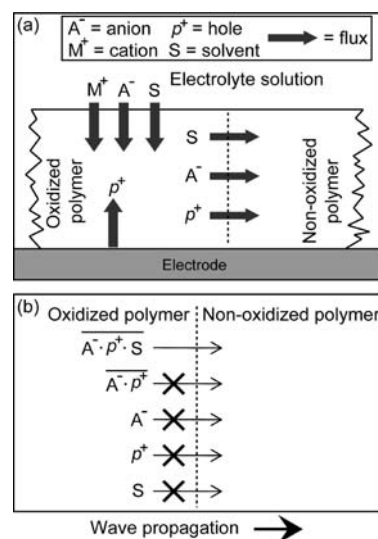 (a)
A⁻ = anion p⁺ = hole = flux
M⁺ = cation S = solvent
Electrolyte solution
M⁺ A⁻ S
S
A⁻
p⁺
p⁺
Oxidized
polymer
Non-oxidized
polymer
Electrode
(b)
Oxidized polymer Non-oxidized polymer
A⁻·p⁺·S
A⁻·p⁺
A⁻
p⁺
S
Wave propagation